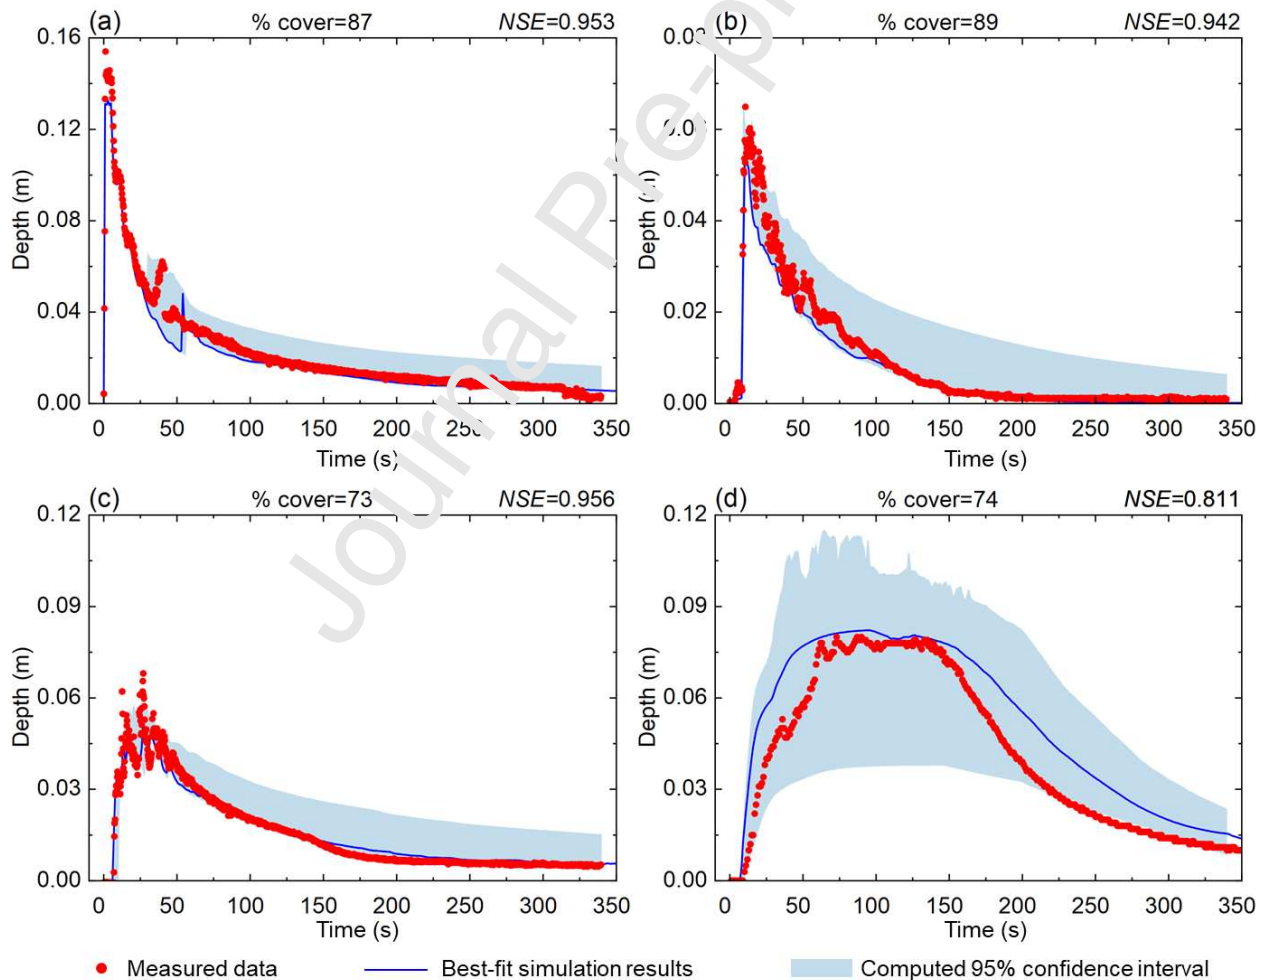 (a) % cover=87 NSE=0.953
0.16
0.12
0.08
0.04
0.00
Depth (m)
0 50 100 150 200 250 300 350
Time (s)
(b) % cover=89 NSE=0.942
0.04
0.02
0.00
Depth (m)
0 50 100 150 200 250 300 350
Time (s)
(c) % cover=73 NSE=0.956
0.12
0.09
0.06
0.03
0.00
Depth (m)
0 50 100 150 200 250 300 350
Time (s)
(d) % cover=74 NSE=0.811
0.12
0.09
0.06
0.03
0.00
Depth (m)
0 50 100 150 200 250 300 350
Time (s)
Measured data Best-fit simulation results Computed 95% confidence interval
Journal Pre-p